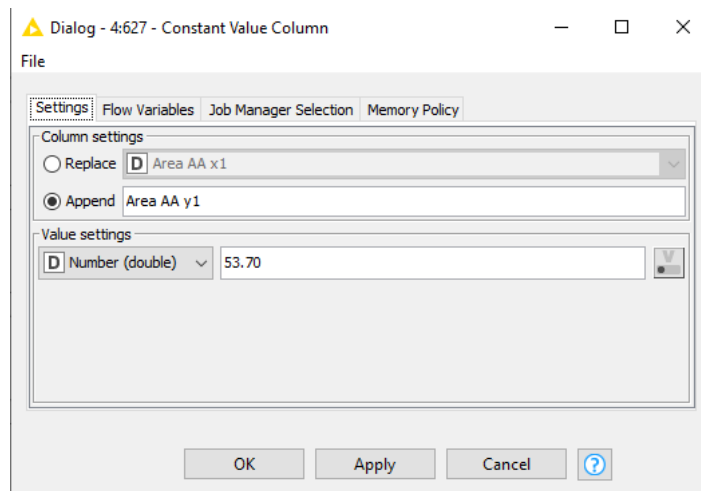 Dialog - 4:627 - Constant Value Column
File
Settings Flow Variables Job Manager Selection Memory Policy
Column settings
Replace D Area AA x1
Append Area AA y1
Value settings
D Number (double) 53.70 V
OK Apply Cancel ?